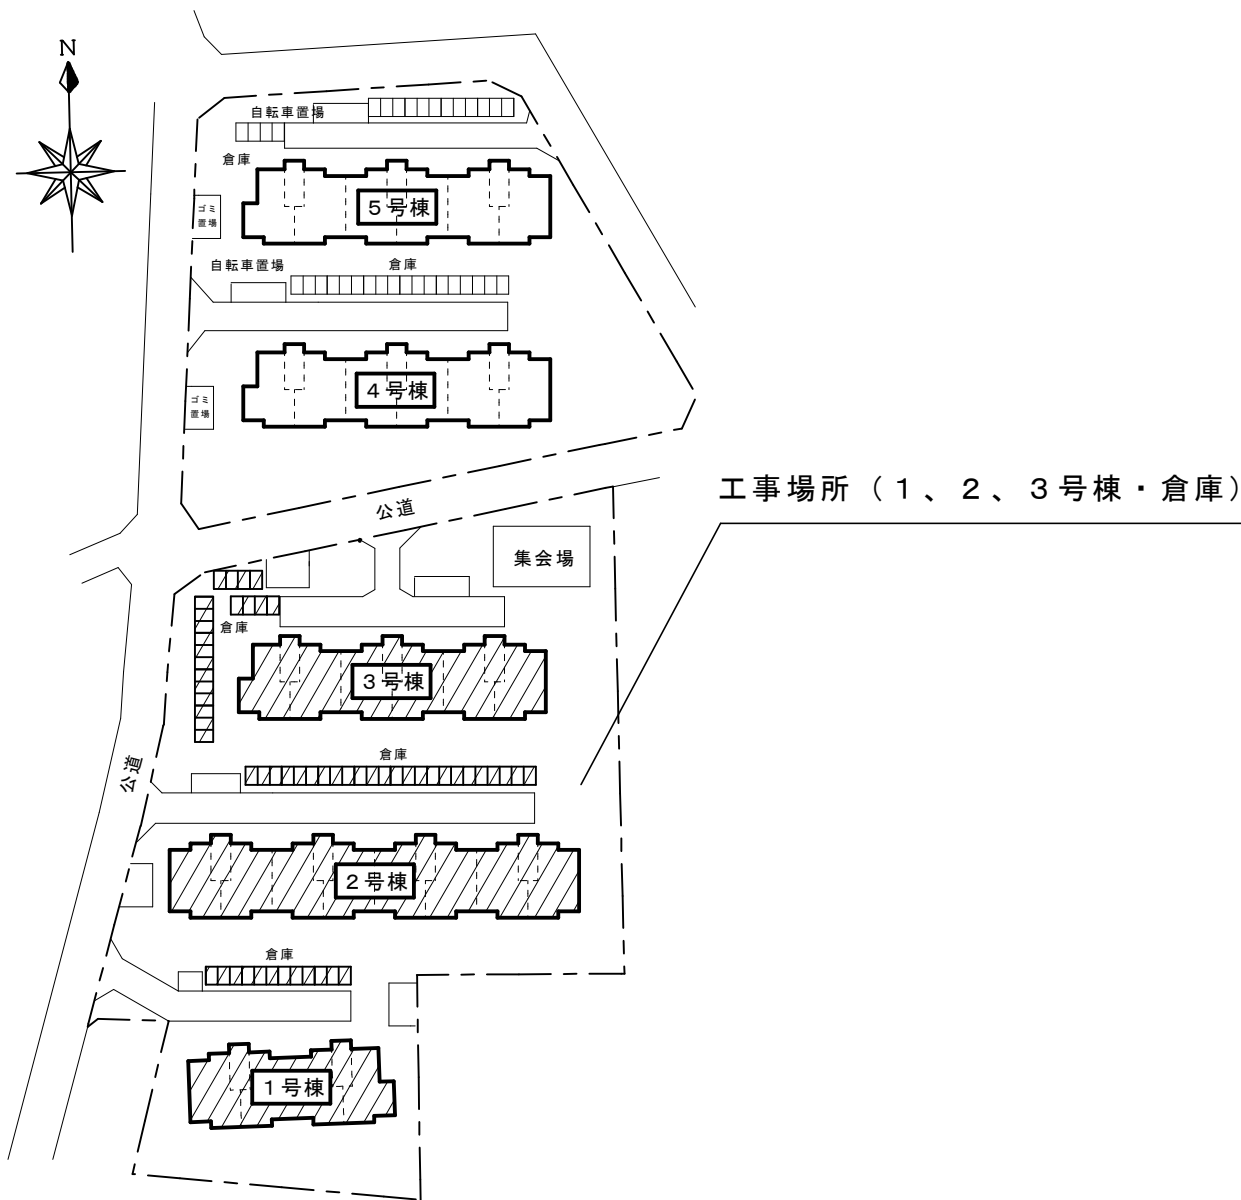 N
自転車置場
倉庫
ゴミ
置場
5号棟
自転車置場
倉庫
ゴミ
置場
4号棟
工事場所(1、2、3号棟・倉庫)
公道
集会場
倉庫
3号棟
倉庫
公道
2号棟
倉庫
1号棟